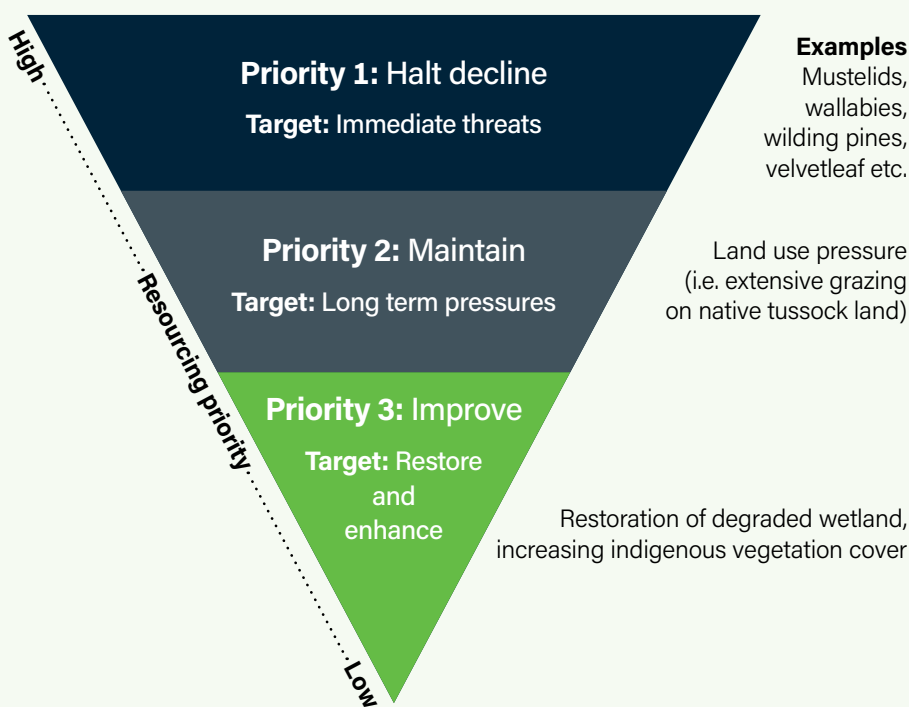 High
Resourcing priority
Low
Priority 1: Halt decline
Target: Immediate threats
Examples
Mustelids,
wallabies,
wilding pines,
velvetleaf etc.
Priority 2: Maintain
Target: Long term pressures
Land use pressure
(i.e. extensive grazing
on native tussock land)
Priority 3: Improve
Target: Restore
and
enhance
Restoration of degraded wetland,
increasing indigenous vegetation cover